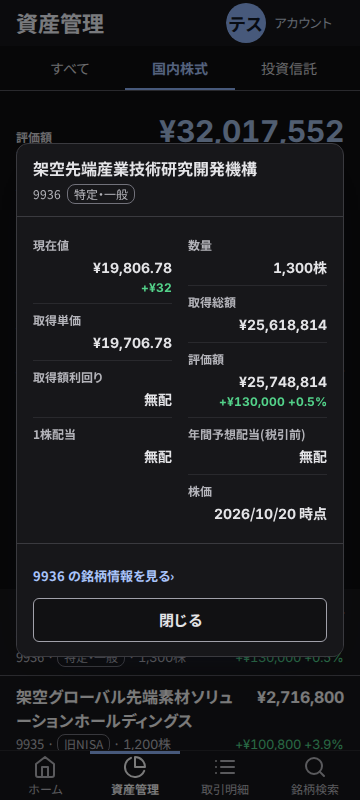 資産管理
テス アカウント
すべて 国内株式 投資信託
評価額 ¥32,017,552
架空先端産業技術研究開発機構
9936 特定・一般
現在値
¥19,806.78
+¥32
取得単価
¥19,706.78
取得額利回り
無配
1株配当
無配
数量
1,300株
取得総額
¥25,618,814
評価額
¥25,748,814
+¥130,000 +0.5%
年間予想配当(税引前)
無配
株価
2026/10/20 時点
9936 の銘柄情報を見る›
閉じる
9936 · 特定・一般 · 1,300株 +¥130,000 +0.5%
架空グローバル先端素材ソリュ ¥2,716,800
ーションホールディングス
9935 · 旧NISA · 1,200株 +¥100,800 +3.9%
ホーム 資産管理 取引明細 銘柄検索